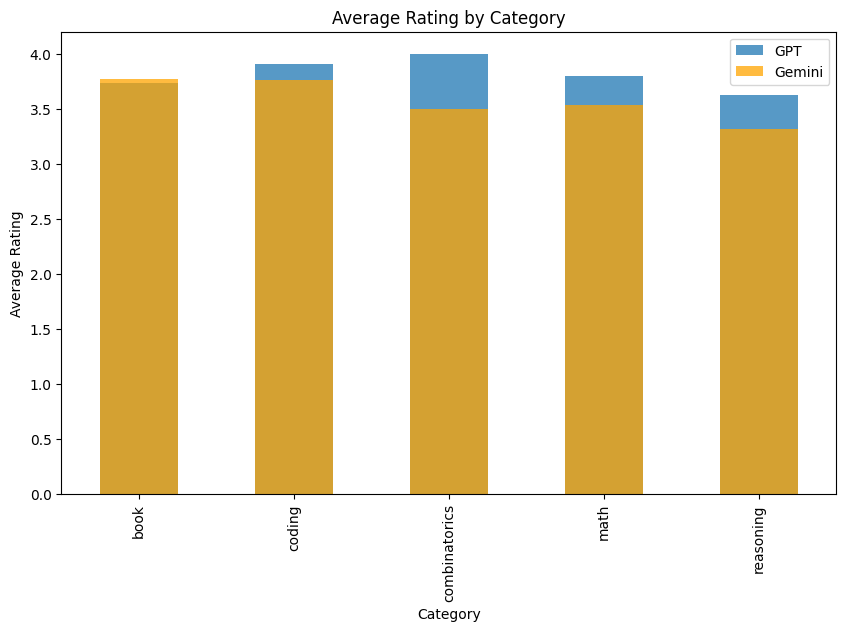 Average Rating by Category
GPT
Gemini
Average Rating
4.0
3.5
3.0
2.5
2.0
1.5
1.0
0.5
0.0
book
coding
combinatorics
math
reasoning
Category